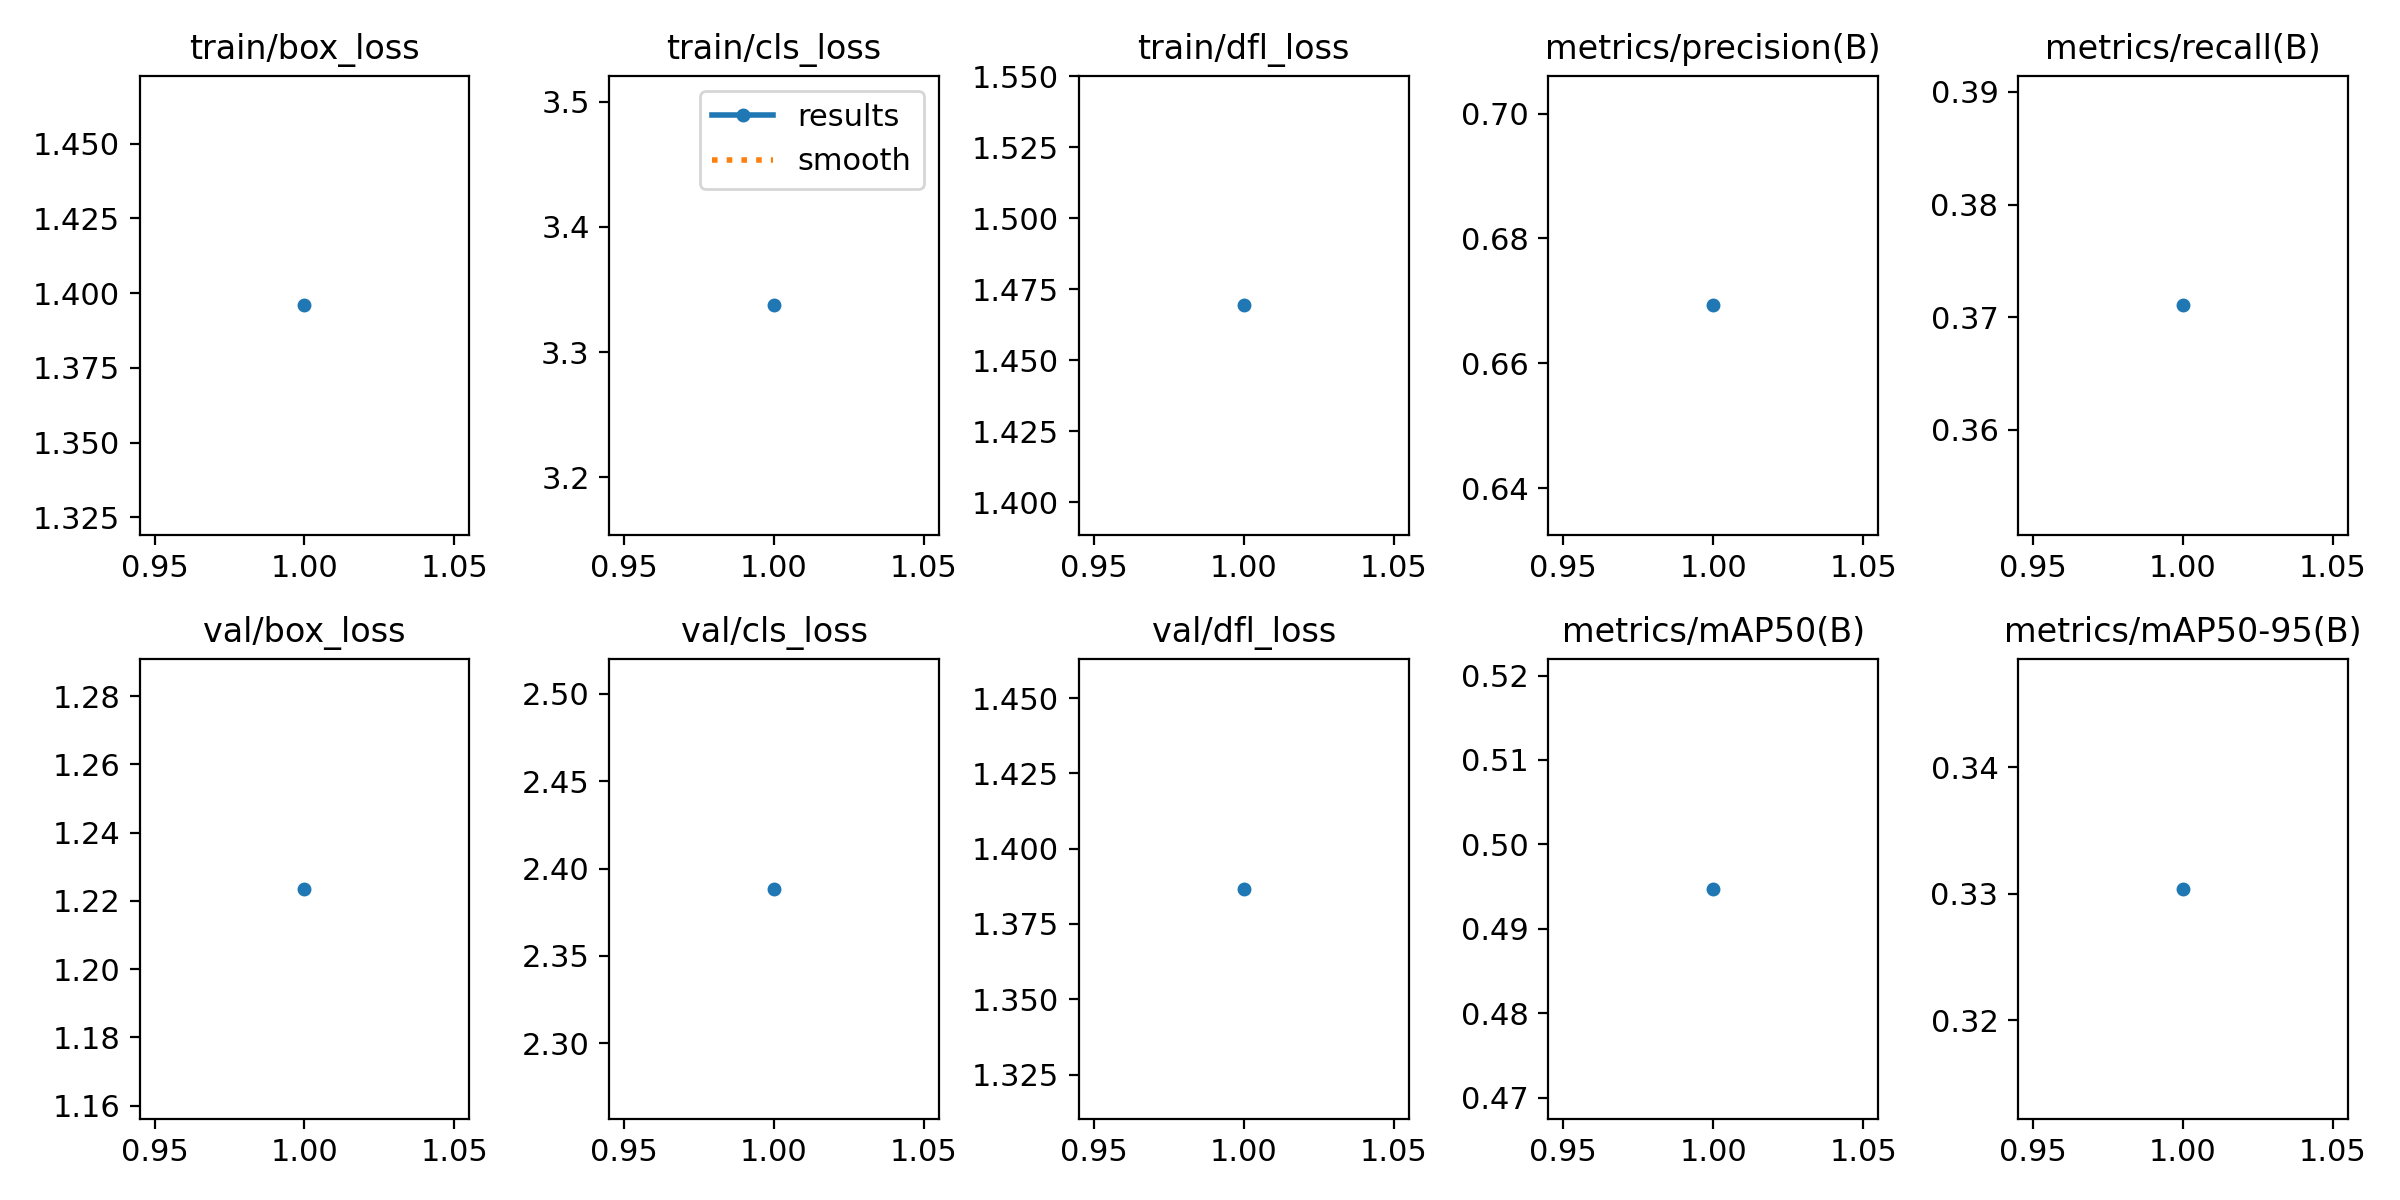 train/box_loss
1.450
1.425
1.400
1.375
1.350
1.325
0.95 1.00 1.05
train/cls_loss
results
smooth
3.5
3.4
3.3
3.2
0.95 1.00 1.05
train/dfl_loss
1.550
1.525
1.500
1.475
1.450
1.425
1.400
0.95 1.00 1.05
metrics/precision(B)
0.70
0.68
0.66
0.64
0.95 1.00 1.05
metrics/recall(B)
0.39
0.38
0.37
0.36
0.95 1.00 1.05
val/box_loss
1.28
1.26
1.24
1.22
1.20
1.18
1.16
0.95 1.00 1.05
val/cls_loss
2.50
2.45
2.40
2.35
2.30
0.95 1.00 1.05
val/dfl_loss
1.450
1.425
1.400
1.375
1.350
1.325
0.95 1.00 1.05
metrics/mAP50(B)
0.52
0.51
0.50
0.49
0.48
0.47
0.95 1.00 1.05
metrics/mAP50-95(B)
0.34
0.33
0.32
0.95 1.00 1.05